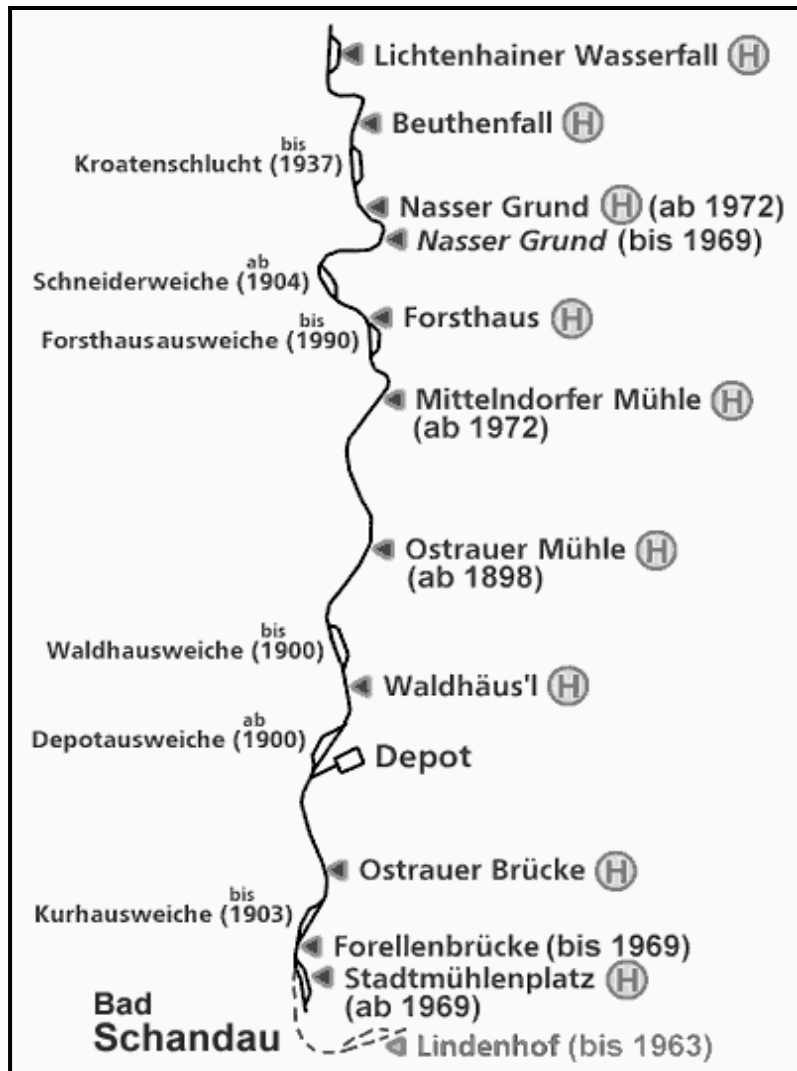 Lichtenhainer Wasserfall H
Beuthenfall H
bis
Kroatenschlucht (1937)
Nasser Grund H (ab 1972)
Nasser Grund (bis 1969)
ab
Schneiderweiche (1904)
Forsthaus H
bis
Forsthausausweiche (1990)
Mittelndorfer Mühle H
(ab 1972)
Ostrauer Mühle H
(ab 1898)
bis
Waldhausweiche (1900)
Waldhäus'l H
ab
Depotausweiche (1900)
Depot
Ostrauer Brücke H
bis
Kurhausweiche (1903)
Forellenbrücke (bis 1969)
Stadtmühlenplatz H
(ab 1969)
Bad
Schandau
Lindenhof (bis 1963)